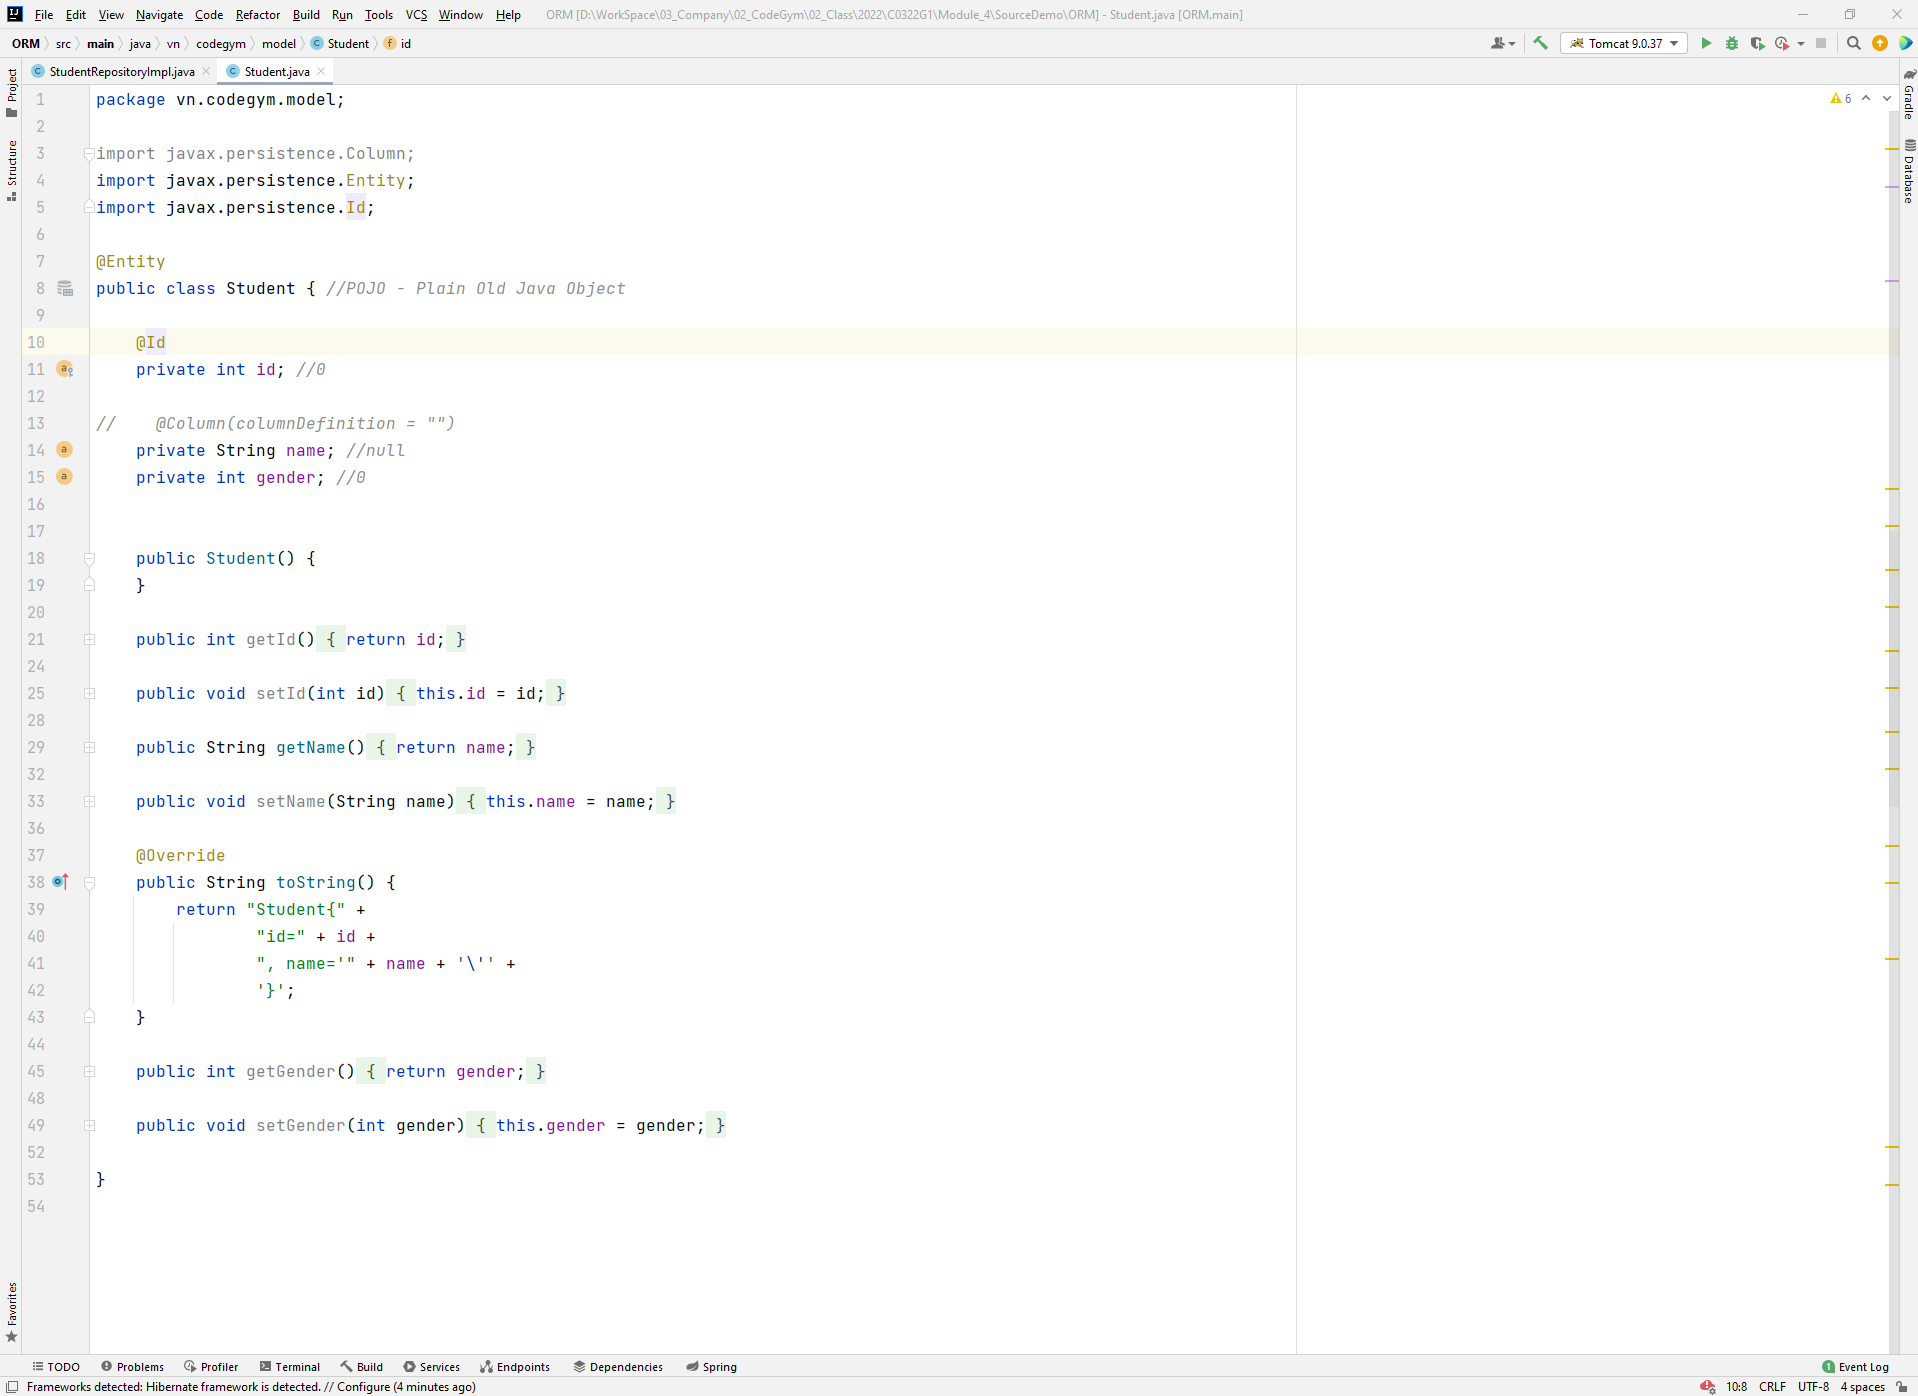 File Edit View Navigate Code Refactor Build Run Tools VCS Window Help ORM [D:\WorkSpace\03_Company\02_CodeGym\02_Class\2022\C0322G1\Module_4\SourceDemo\ORM] - Student.java [ORM.main]
ORM src main java vn codegym model Student id Tomcat 9.0.37
StudentRepositoryImpl.java Student.java
Project
Structure
Favorites
Gradle
Database
6
1 package vn.codegym.model;
2
3 import javax.persistence.Column;
4 import javax.persistence.Entity;
5 import javax.persistence.Id;
6
7 @Entity
8 public class Student { //POJO - Plain Old Java Object
9
10 @Id
11 private int id; //0
12
13 // @Column(columnDefinition = "")
14 private String name; //null
15 private int gender; //0
16
17
18 public Student() {
19 }
20
21 public int getId() { return id; }
24
25 public void setId(int id) { this.id = id; }
28
29 public String getName() { return name; }
32
33 public void setName(String name) { this.name = name; }
36
37 @Override
38 public String toString() {
39 return "Student{" +
40 "id=" + id +
41 ", name='" + name + '\'' +
42 '}';
43 }
44
45 public int getGender() { return gender; }
48
49 public void setGender(int gender) { this.gender = gender; }
52
53 }
54
TODO Problems Profiler Terminal Build Services Endpoints Dependencies Spring 1 Event Log
Frameworks detected: Hibernate framework is detected. // Configure (4 minutes ago) 10:8 CRLF UTF-8 4 spaces